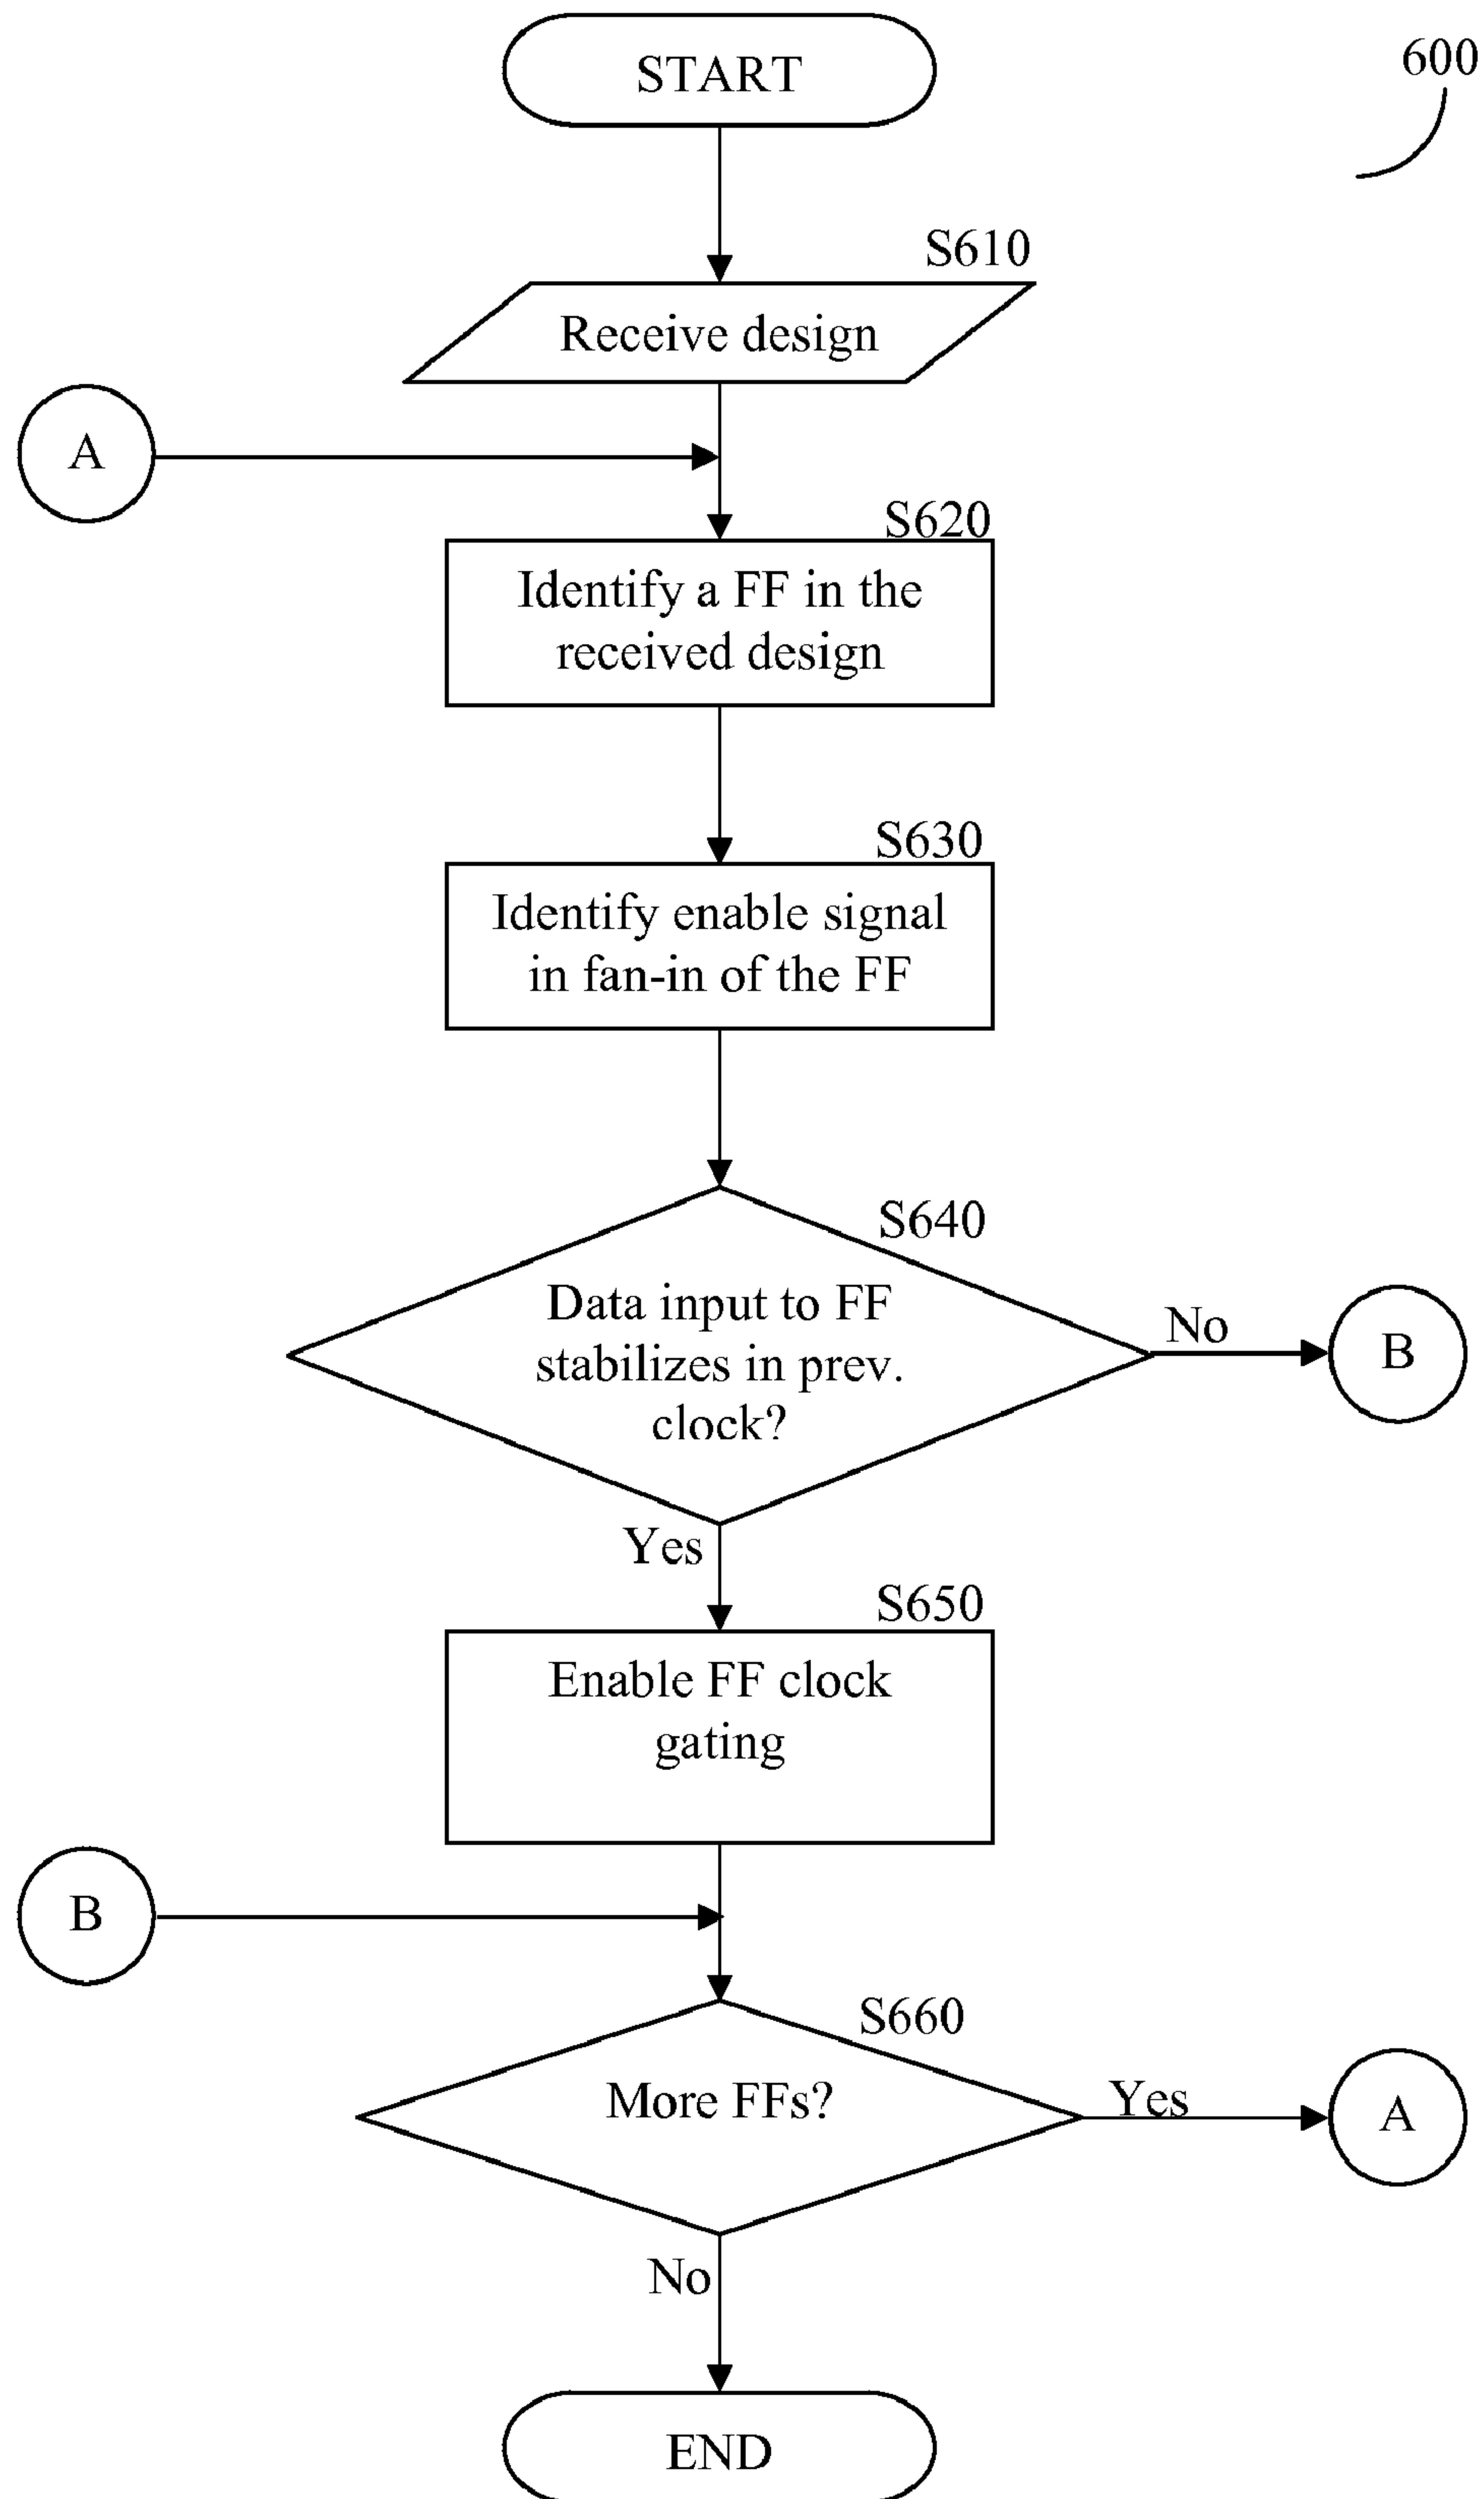 START
600
S610
Receive design
A
S620
Identify a FF in the
received design
S630
Identify enable signal
in fan-in of the FF
S640
Data input to FF
stabilizes in prev.
clock?
No
B
Yes
S650
Enable FF clock
gating
B
S660
More FFs?
Yes
A
No
END